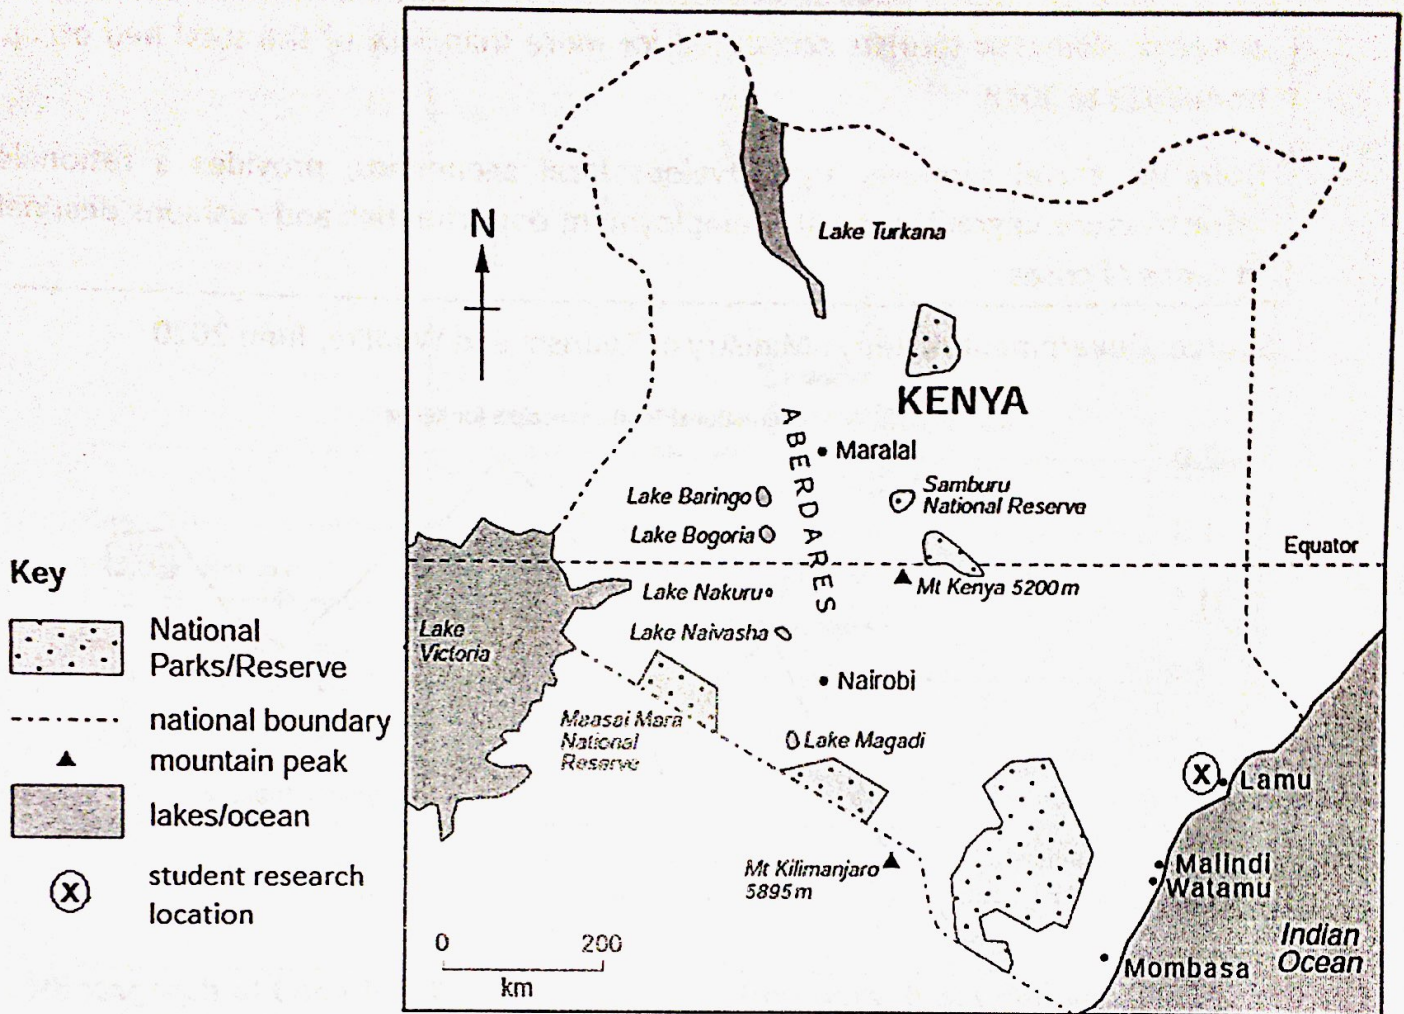 N
Lake Turkana
KENYA
ABERDARES
Maralal
Lake Baringo
Samburu
National Reserve
Lake Bogoria
Equator
Mt Kenya 5200 m
Lake Nakuru
Lake
Victoria
Lake Naivasha
Nairobi
Maasai Mara
National
Reserve
Lake Magadi
X
Lamu
Mt Kilimanjaro
5895 m
Malindi
Watamu
Indian
Ocean
Mombasa
0 200
km
Key
National
Parks/Reserve
national boundary
mountain peak
lakes/ocean
X
student research
location